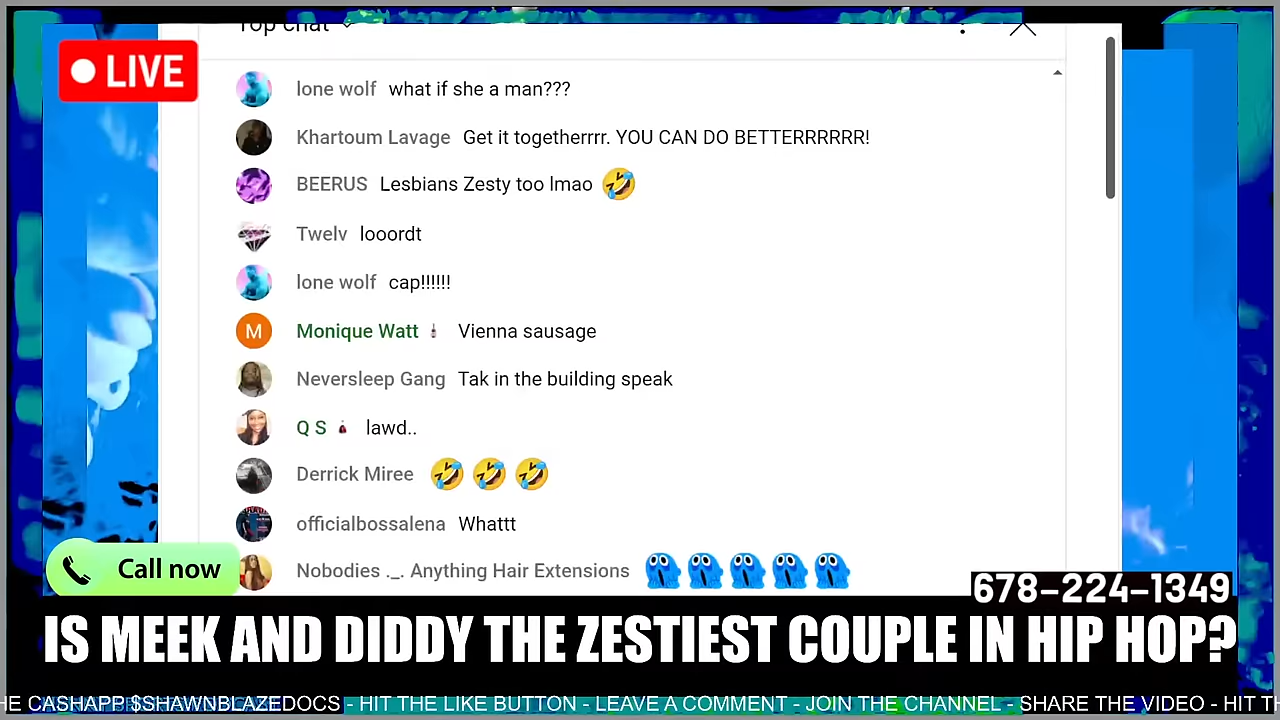 Top chat
LIVE
lone wolf what if she a man???
Khartoum Lavage Get it togetherrrr. YOU CAN DO BETTERRRRRR!
BEERUS Lesbians Zesty too lmao 🤣
Twelv looordt
lone wolf cap!!!!!!
M
Monique Watt Vienna sausage
Neversleep Gang Tak in the building speak
Q S lawd..
Derrick Miree 🤣 🤣 🤣
officialbossalena Whattt
Nobodies ._. Anything Hair Extensions
Call now
678-224-1349
IS MEEK AND DIDDY THE ZESTIEST COUPLE IN HIP HOP?
HE CASHAPP $SHAWNBLAZEDOCS - HIT THE LIKE BUTTON - LEAVE A COMMENT - JOIN THE CHANNEL - SHARE THE VIDEO - HIT TH